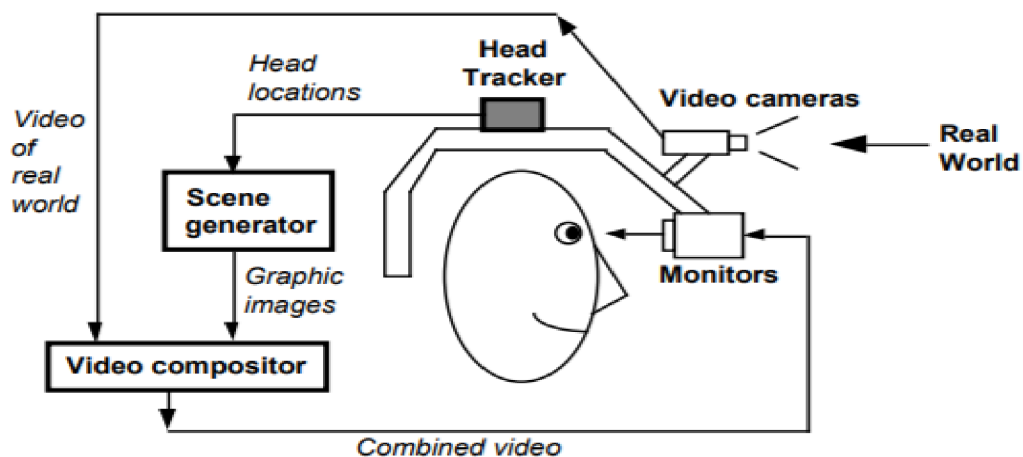 Head
Tracker
Head
locations
Video cameras
Real
World
Video
of
real
world
Scene
generator
Monitors
Graphic
images
Video compositor
Combined video